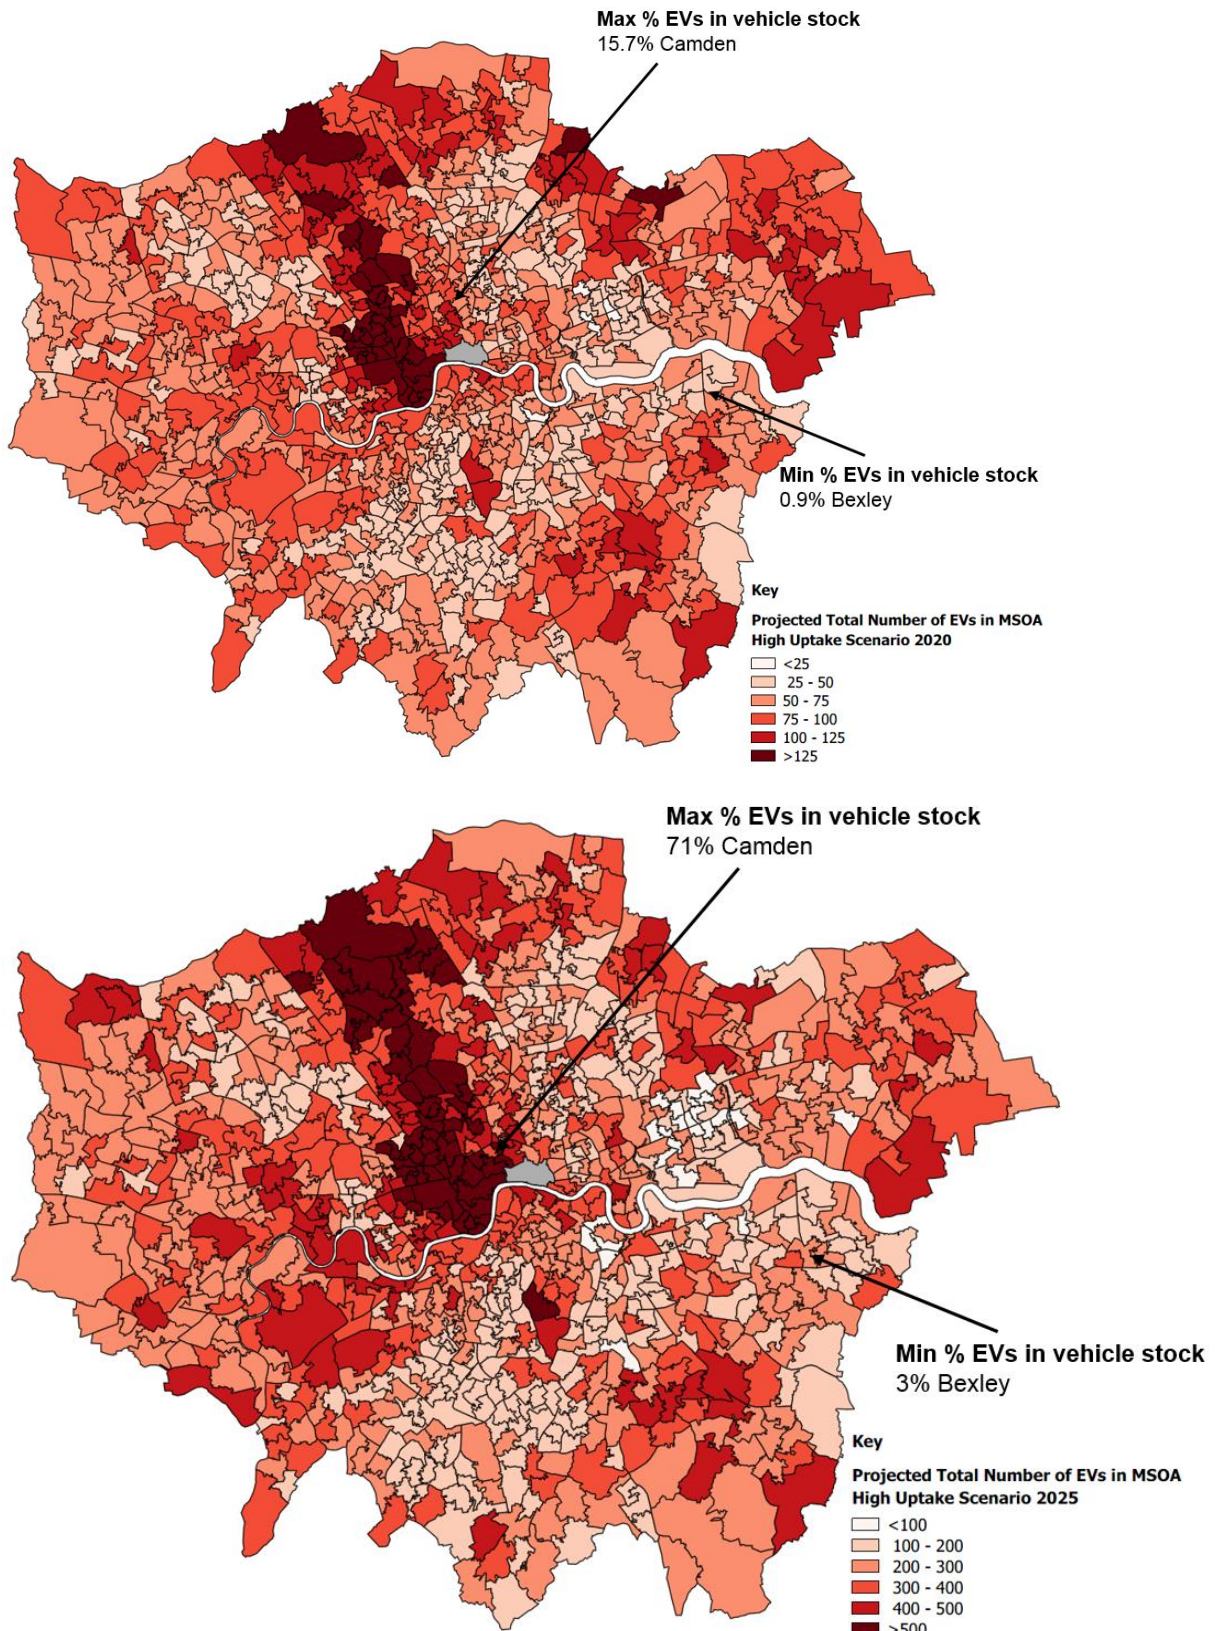 Max % EVs in vehicle stock
15.7% Camden
Min % EVs in vehicle stock
0.9% Bexley
Key
Projected Total Number of EVs in MSOA
High Uptake Scenario 2020
<25
25 - 50
50 - 75
75 - 100
100 - 125
>125
Max % EVs in vehicle stock
71% Camden
Min % EVs in vehicle stock
3% Bexley
Key
Projected Total Number of EVs in MSOA
High Uptake Scenario 2025
<100
100 - 200
200 - 300
300 - 400
400 - 500
>500